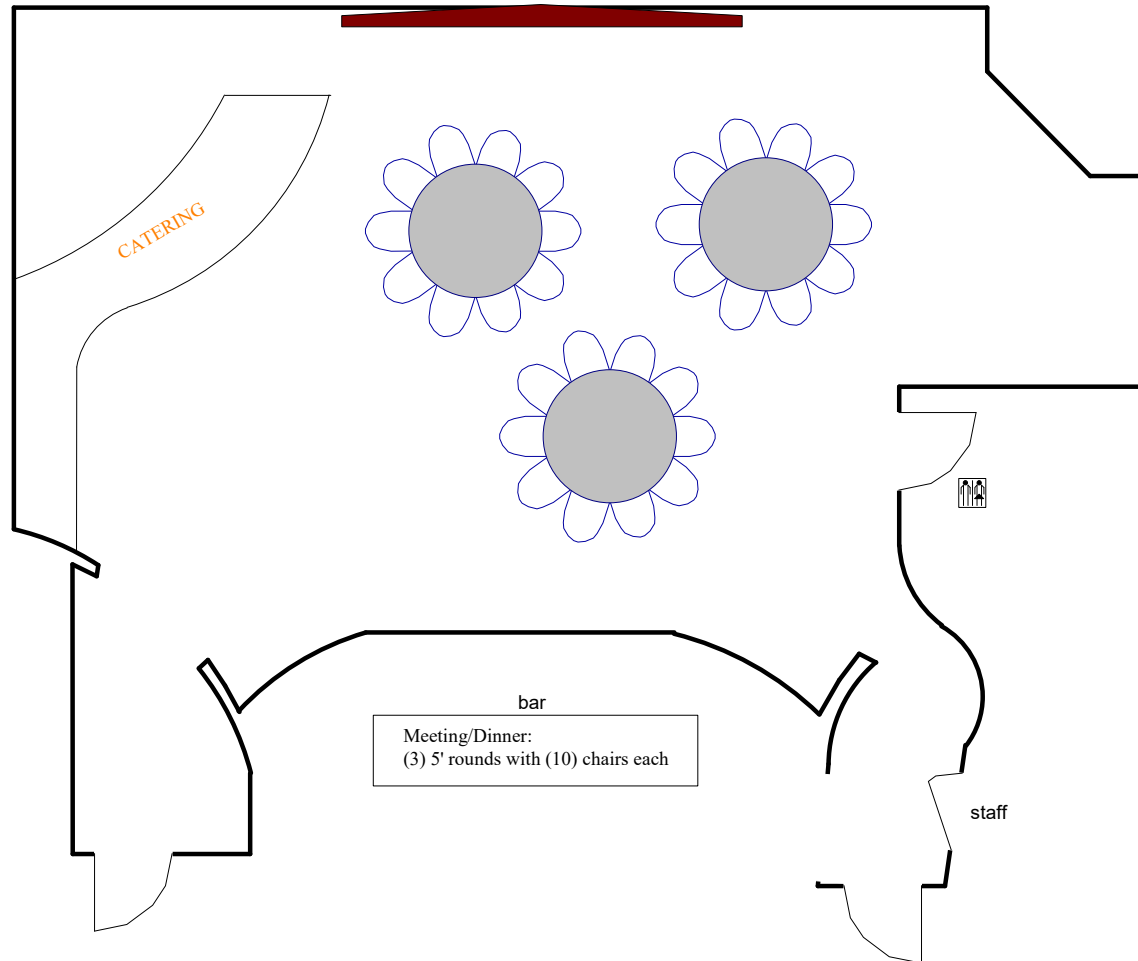 CATERING
bar
Meeting/Dinner:
(3) 5' rounds with (10) chairs each
staff